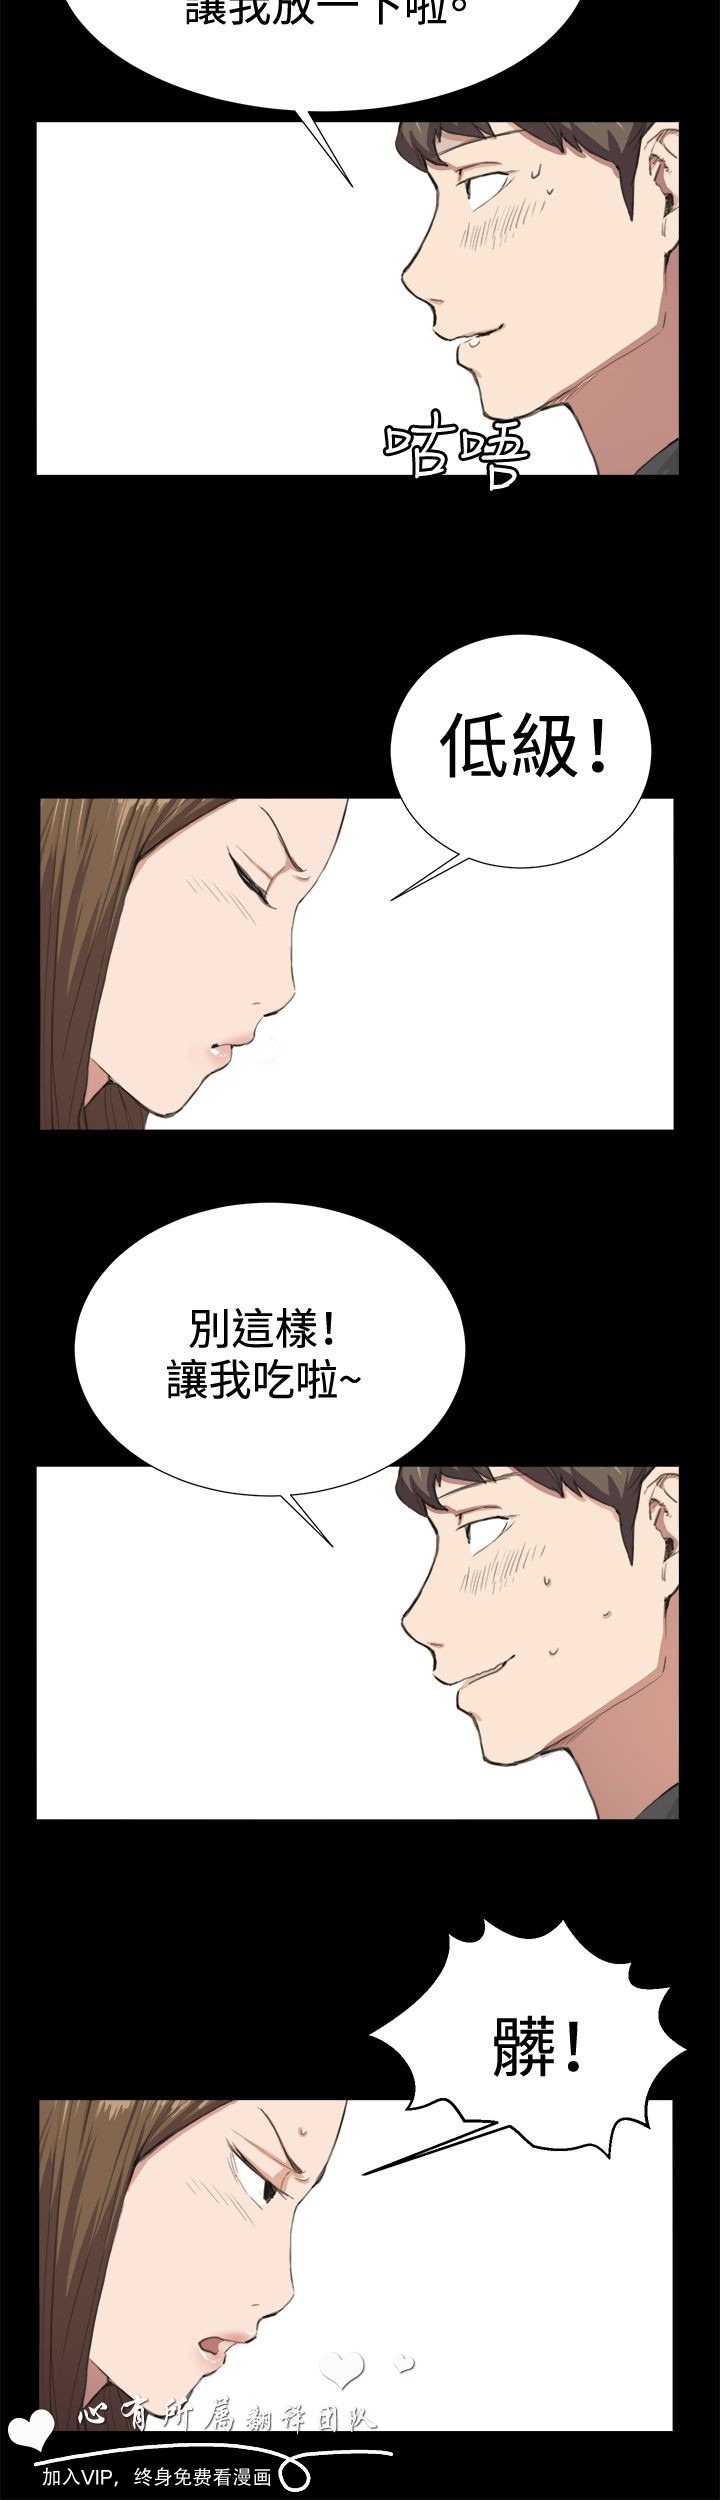 讓我放一下啦。
咕唔
低級！
別這樣！
讓我吃啦~
髒！
心有所属翻译团队
加入VIP，终身免费看漫画